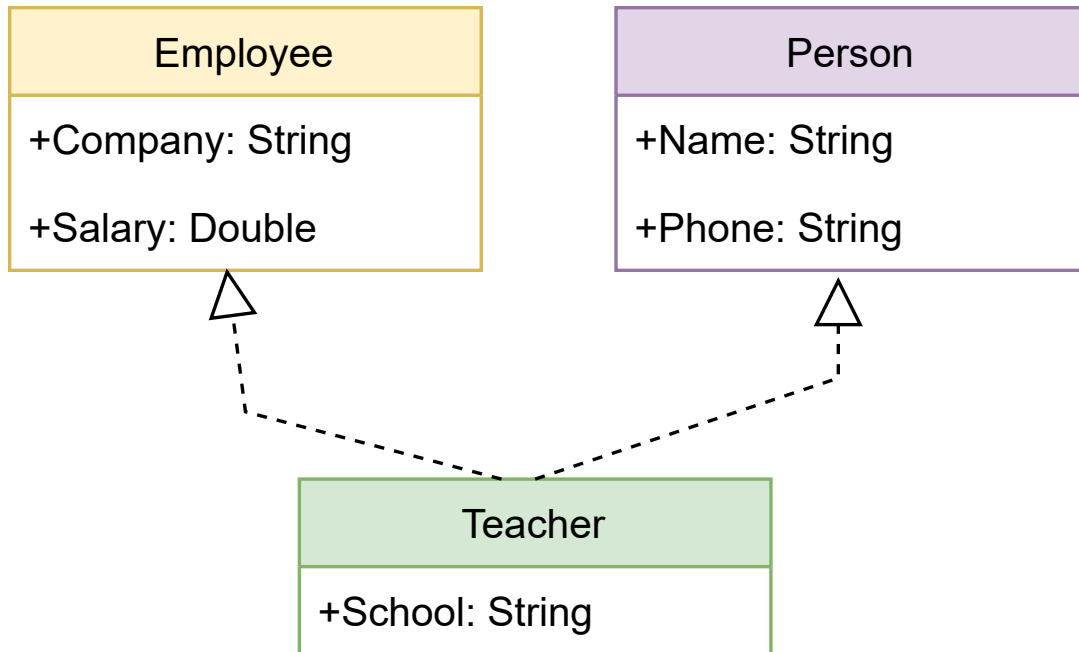 Employee
+Company: String
+Salary: Double
Person
+Name: String
+Phone: String
Teacher
+School: String